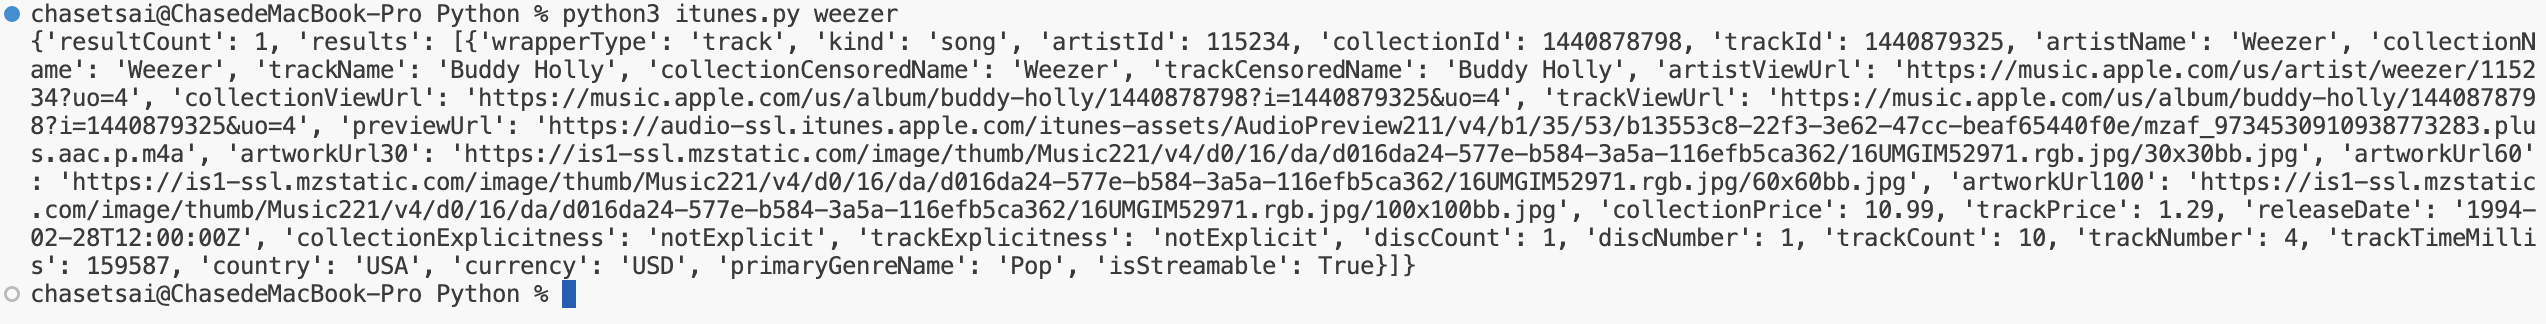 chasetsai@ChasedeMacBook-Pro Python % python3 itunes.py weezer
{'resultCount': 1, 'results': [{'wrapperType': 'track', 'kind': 'song', 'artistId': 115234, 'collectionId': 1440878798, 'trackId': 1440879325, 'artistName': 'Weezer', 'collectionN
ame': 'Weezer', 'trackName': 'Buddy Holly', 'collectionCensoredName': 'Weezer', 'trackCensoredName': 'Buddy Holly', 'artistViewUrl': 'https://music.apple.com/us/artist/weezer/1152
34?uo=4', 'collectionViewUrl': 'https://music.apple.com/us/album/buddy-holly/1440878798?i=1440879325&uo=4', 'trackViewUrl': 'https://music.apple.com/us/album/buddy-holly/144087879
8?i=1440879325&uo=4', 'previewUrl': 'https://audio-ssl.itunes.apple.com/itunes-assets/AudioPreview211/v4/b1/35/53/b13553c8-22f3-3e62-47cc-beaf65440f0e/mzaf_9734530910938773283.plu
s.aac.p.m4a', 'artworkUrl30': 'https://is1-ssl.mzstatic.com/image/thumb/Music221/v4/d0/16/da/d016da24-577e-b584-3a5a-116efb5ca362/16UMGIM52971.rgb.jpg/30x30bb.jpg', 'artworkUrl60'
: 'https://is1-ssl.mzstatic.com/image/thumb/Music221/v4/d0/16/da/d016da24-577e-b584-3a5a-116efb5ca362/16UMGIM52971.rgb.jpg/60x60bb.jpg', 'artworkUrl100': 'https://is1-ssl.mzstatic
.com/image/thumb/Music221/v4/d0/16/da/d016da24-577e-b584-3a5a-116efb5ca362/16UMGIM52971.rgb.jpg/100x100bb.jpg', 'collectionPrice': 10.99, 'trackPrice': 1.29, 'releaseDate': '1994-
02-28T12:00:00Z', 'collectionExplicitness': 'notExplicit', 'trackExplicitness': 'notExplicit', 'discCount': 1, 'discNumber': 1, 'trackCount': 10, 'trackNumber': 4, 'trackTimeMilli
s': 159587, 'country': 'USA', 'currency': 'USD', 'primaryGenreName': 'Pop', 'isStreamable': True}]}
chasetsai@ChasedeMacBook-Pro Python %